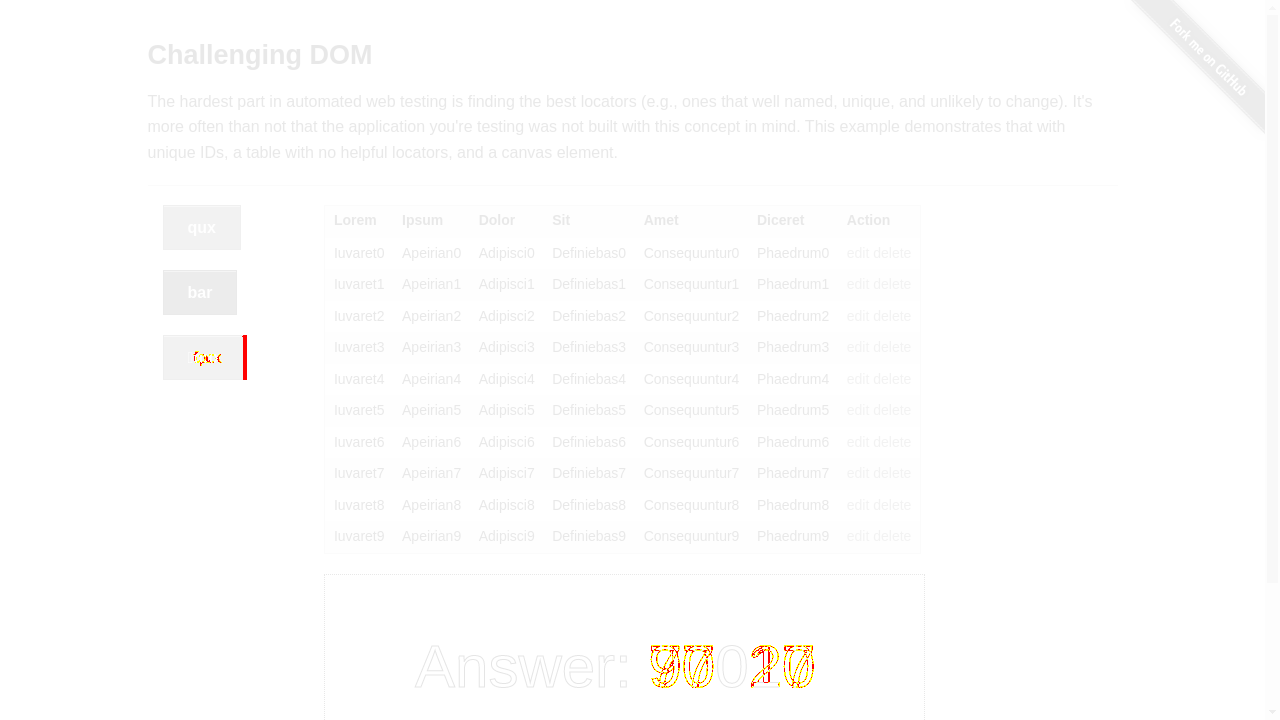 Fork me on GitHub
Challenging DOM
The hardest part in automated web testing is finding the best locators (e.g., ones that well named, unique, and unlikely to change). It's
more often than not that the application you're testing was not built with this concept in mind. This example demonstrates that with
unique IDs, a table with no helpful locators, and a canvas element.
qux
bar
Lorem Ipsum Dolor Sit Amet Diceret Action
Iuvaret0 Apeirian0 Adipisci0 Definiebas0 Consequuntur0 Phaedrum0 edit delete
Iuvaret1 Apeirian1 Adipisci1 Definiebas1 Consequuntur1 Phaedrum1 edit delete
Iuvaret2 Apeirian2 Adipisci2 Definiebas2 Consequuntur2 Phaedrum2 edit delete
Iuvaret3 Apeirian3 Adipisci3 Definiebas3 Consequuntur3 Phaedrum3 edit delete
Iuvaret4 Apeirian4 Adipisci4 Definiebas4 Consequuntur4 Phaedrum4 edit delete
Iuvaret5 Apeirian5 Adipisci5 Definiebas5 Consequuntur5 Phaedrum5 edit delete
Iuvaret6 Apeirian6 Adipisci6 Definiebas6 Consequuntur6 Phaedrum6 edit delete
Iuvaret7 Apeirian7 Adipisci7 Definiebas7 Consequuntur7 Phaedrum7 edit delete
Iuvaret8 Apeirian8 Adipisci8 Definiebas8 Consequuntur8 Phaedrum8 edit delete
Iuvaret9 Apeirian9 Adipisci9 Definiebas9 Consequuntur9 Phaedrum9 edit delete
Answer: